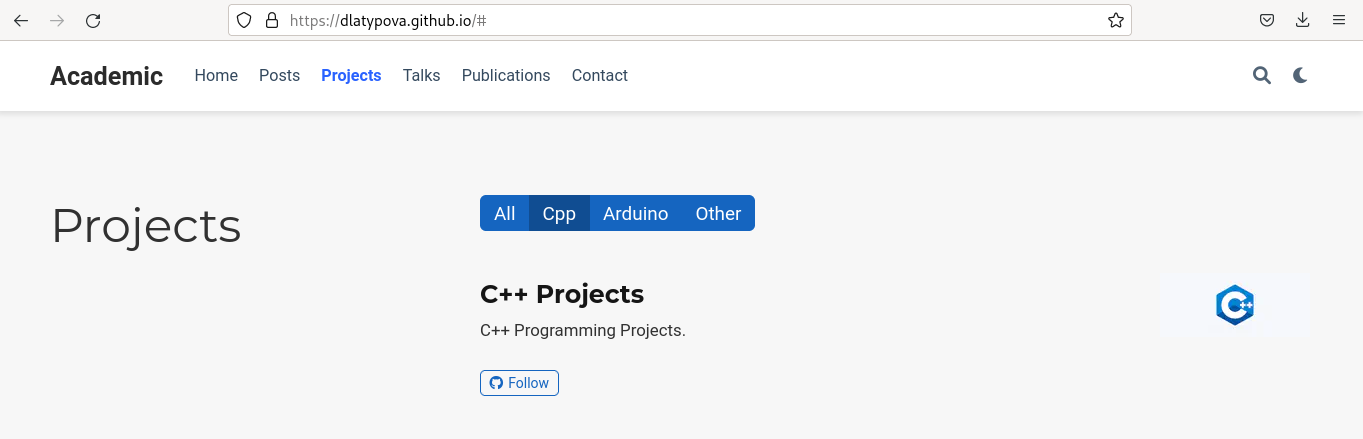 https://dlatypova.github.io/#
Academic Home Posts Projects Talks Publications Contact
Projects
All Cpp Arduino Other
C++ Projects
C++
C++ Programming Projects.
Follow